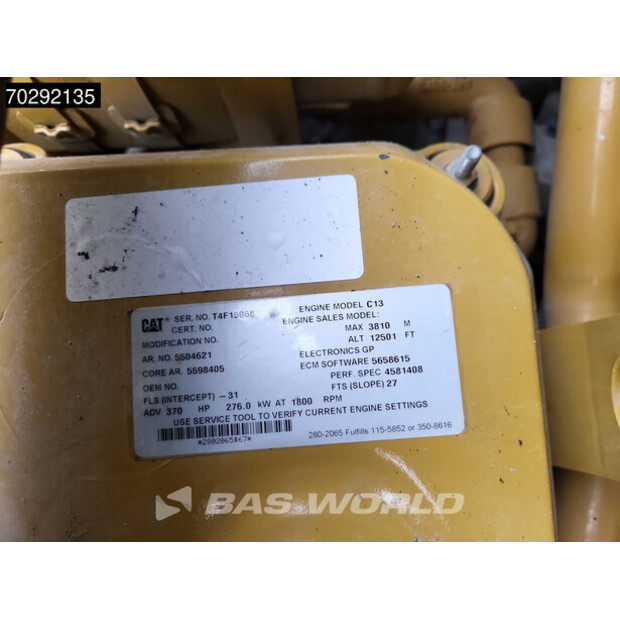 70292135
CAT SER. NO. T4F18068 ENGINE MODEL C13
CERT. NO. ENGINE SALES MODEL:
MODIFICATION NO. MAX 3810 M
ALT 12501 FT
AR. NO. 5504621 ELECTRONICS GP
CORE AR. 5598405 ECM SOFTWARE 5658615
OEM NO. PERF. SPEC 4581408
FLS (INTERCEPT) -31 FTS (SLOPE) 27
ADV 370 HP 276.0 kW AT 1800 RPM
USE SERVICE TOOL TO VERIFY CURRENT ENGINE SETTINGS
*2802065#67* 280-2065 Fulfills 115-5852 or 350-8616
BAS WORLD